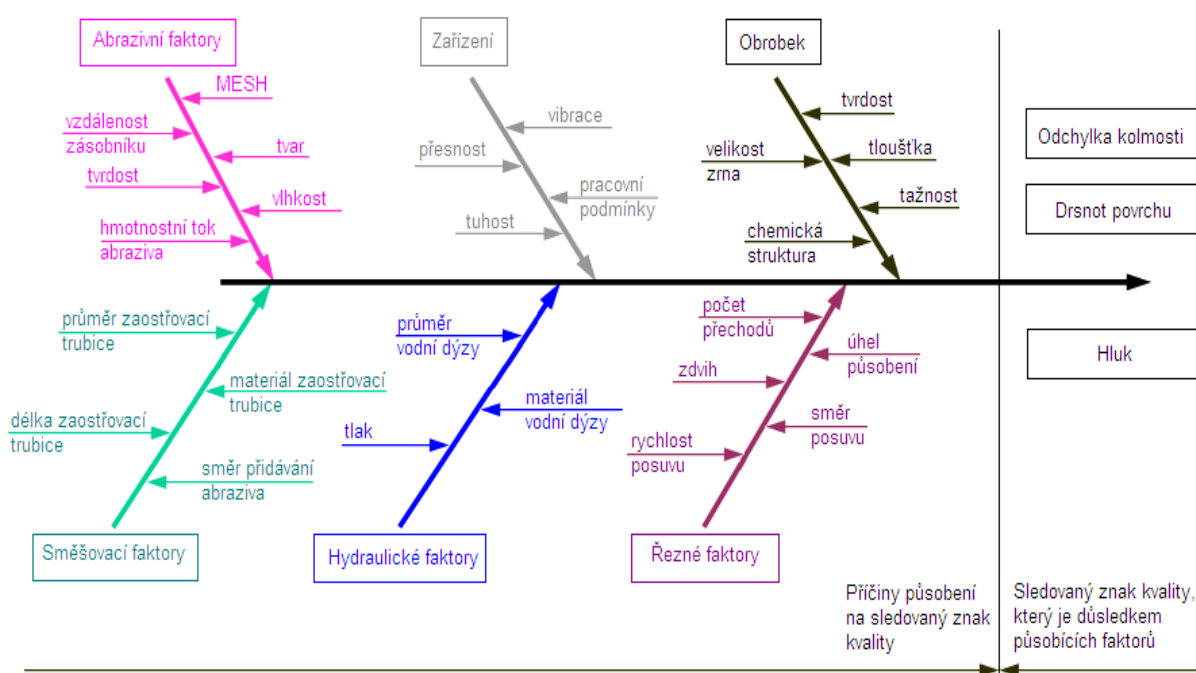 Abrazivní faktory
MESH
vzdálenost
zásobníku
tvar
tvrdost
vlhkost
hmotnostní tok
abraziva
Zařízení
vibrace
přesnost
pracovní
podmínky
tuhost
Obrobek
tvrdost
velikost
zrna
tloušťka
tažnost
chemická
struktura
Odchylka kolmosti
Drsnot povrchu
Hluk
průměr zaostřovací
trubice
materiál zaostřovací
trubice
délka zaostřovací
trubice
směr přidávání
abraziva
Směšovací faktory
průměr
vodní dýzy
materiál
vodní dýzy
tlak
Hydraulické faktory
počet
přechodů
úhel
působení
zdvih
směr
posuvu
rychlost
posuvu
Řezné faktory
Příčiny působení
na sledovaný znak
kvality
Sledovaný znak kvality,
který je důsledkem
působících faktorů